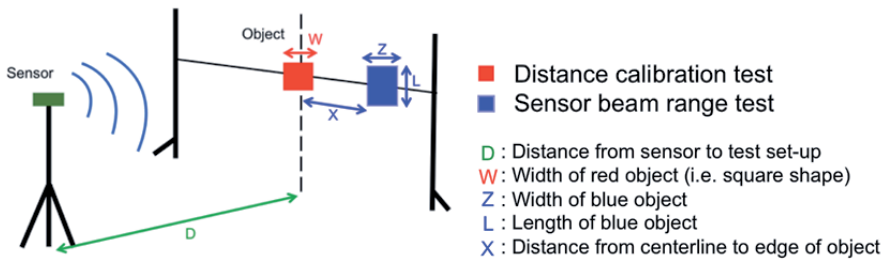 Object
W
Z
Sensor
L
X
D
Distance calibration test
Sensor beam range test
D : Distance from sensor to test set-up
W : Width of red object (i.e. square shape)
Z : Width of blue object
L : Length of blue object
X : Distance from centerline to edge of object